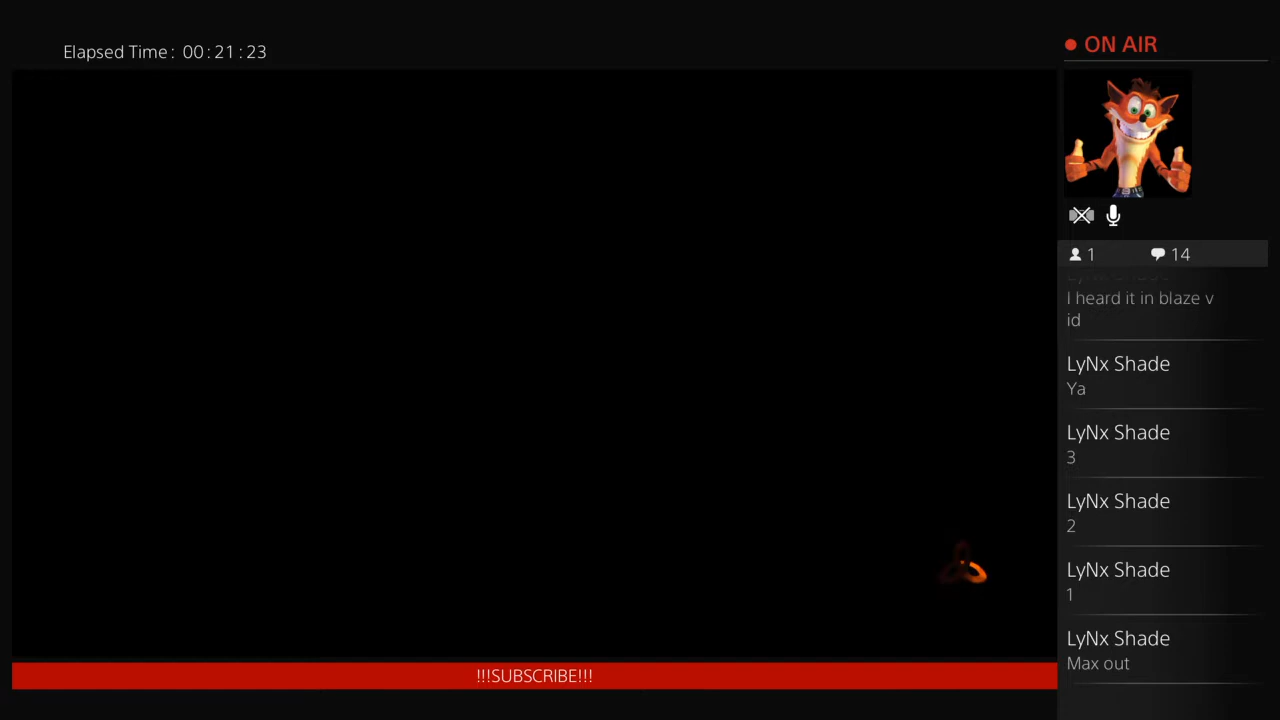 Elapsed Time: 00:21:23
ON AIR
1
14
I heard it in blaze v
id
LyNx Shade
Ya
LyNx Shade
3
LyNx Shade
2
LyNx Shade
1
LyNx Shade
Max out
!!!SUBSCRIBE!!!